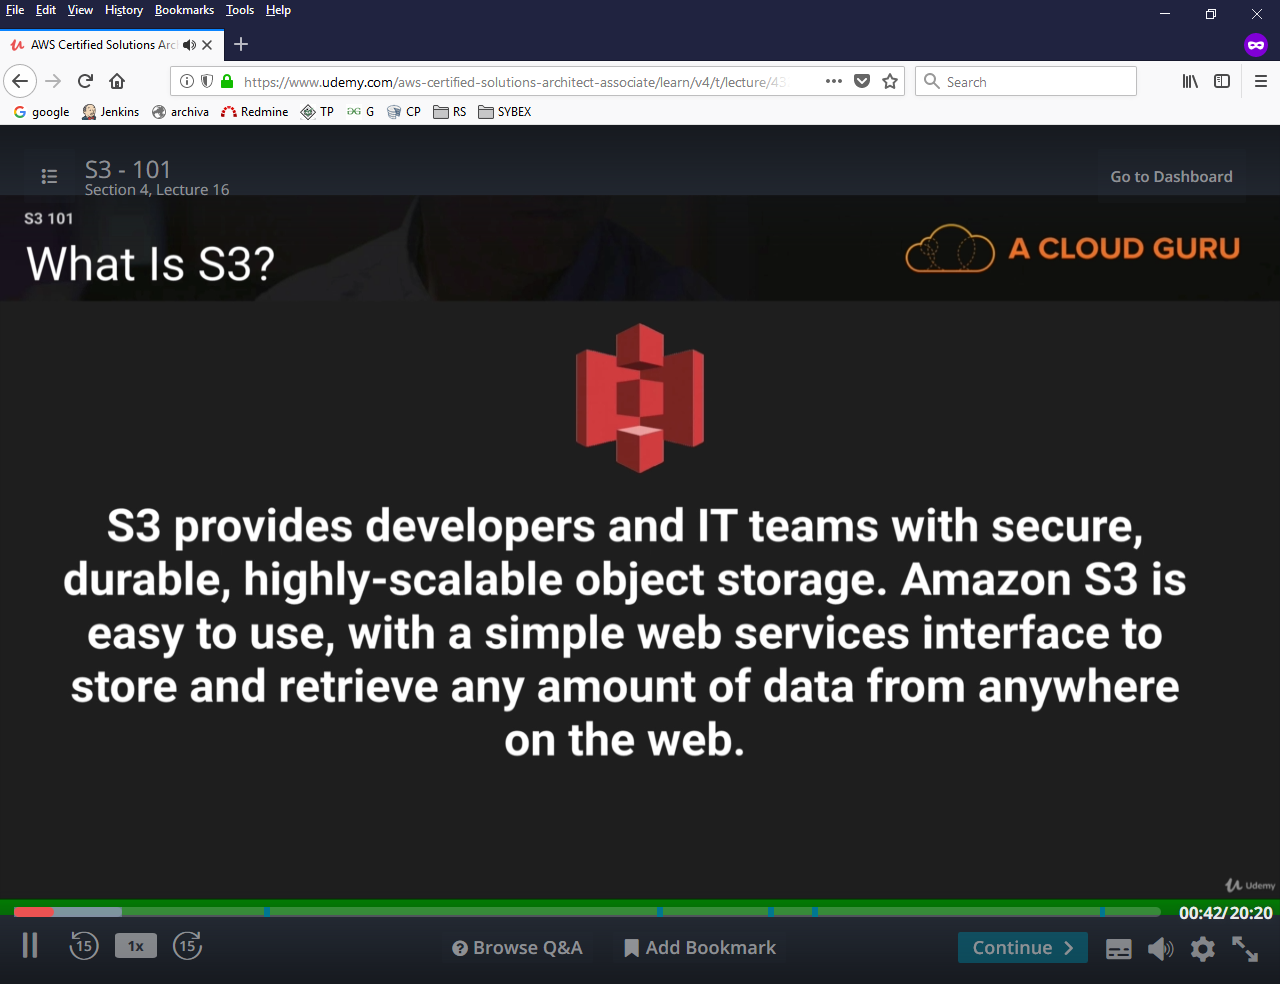 File Edit View History Bookmarks Tools Help
AWS Certified Solutions Arc
https://www.udemy.com/aws-certified-solutions-architect-associate/learn/v4/t/lecture/43
Search
google Jenkins archiva Redmine TP G CP RS SYBEX
S3 - 101
Section 4, Lecture 16
Go to Dashboard
S3 101
What Is S3?
A CLOUD GURU
S3 provides developers and IT teams with secure,
durable, highly-scalable object storage. Amazon S3 is
easy to use, with a simple web services interface to
store and retrieve any amount of data from anywhere
on the web.
Udemy
00:42/20:20
15 1x 15
Browse Q&A
Add Bookmark
Continue